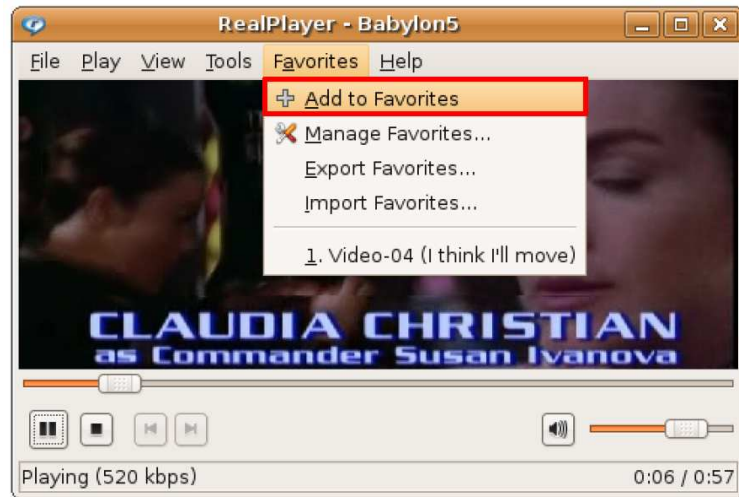 RealPlayer - Babylon5
File Play View Tools Favorites Help
Add to Favorites
Manage Favorites...
Export Favorites...
Import Favorites...
1. Video-04 (I think I'll move)
CLAUDIA CHRISTIAN
as Commander Susan Ivanova
Playing (520 kbps) 0:06 / 0:57